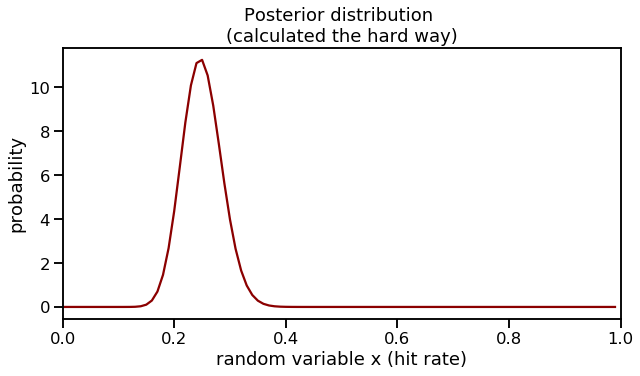 Posterior distribution
(calculated the hard way)
probability
10
8
6
4
2
0
0.0 0.2 0.4 0.6 0.8 1.0
random variable x (hit rate)